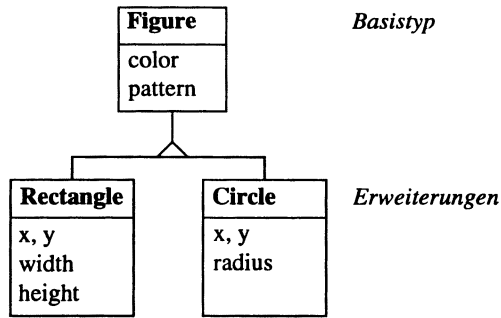 Figure
Basistyp
color
pattern
Rectangle
Circle
Erweiterungen
x, y
width
height
x, y
radius